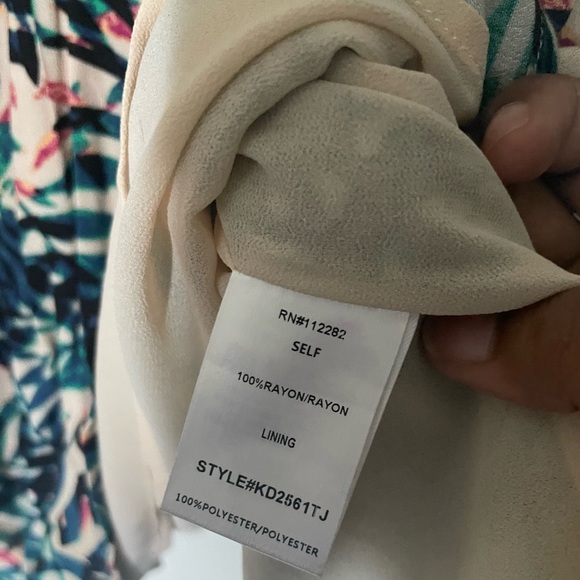 RN#112282
SELF
100%RAYON/RAYON
LINING
STYLE#KD2561TJ
100%POLYESTER/POLYESTER